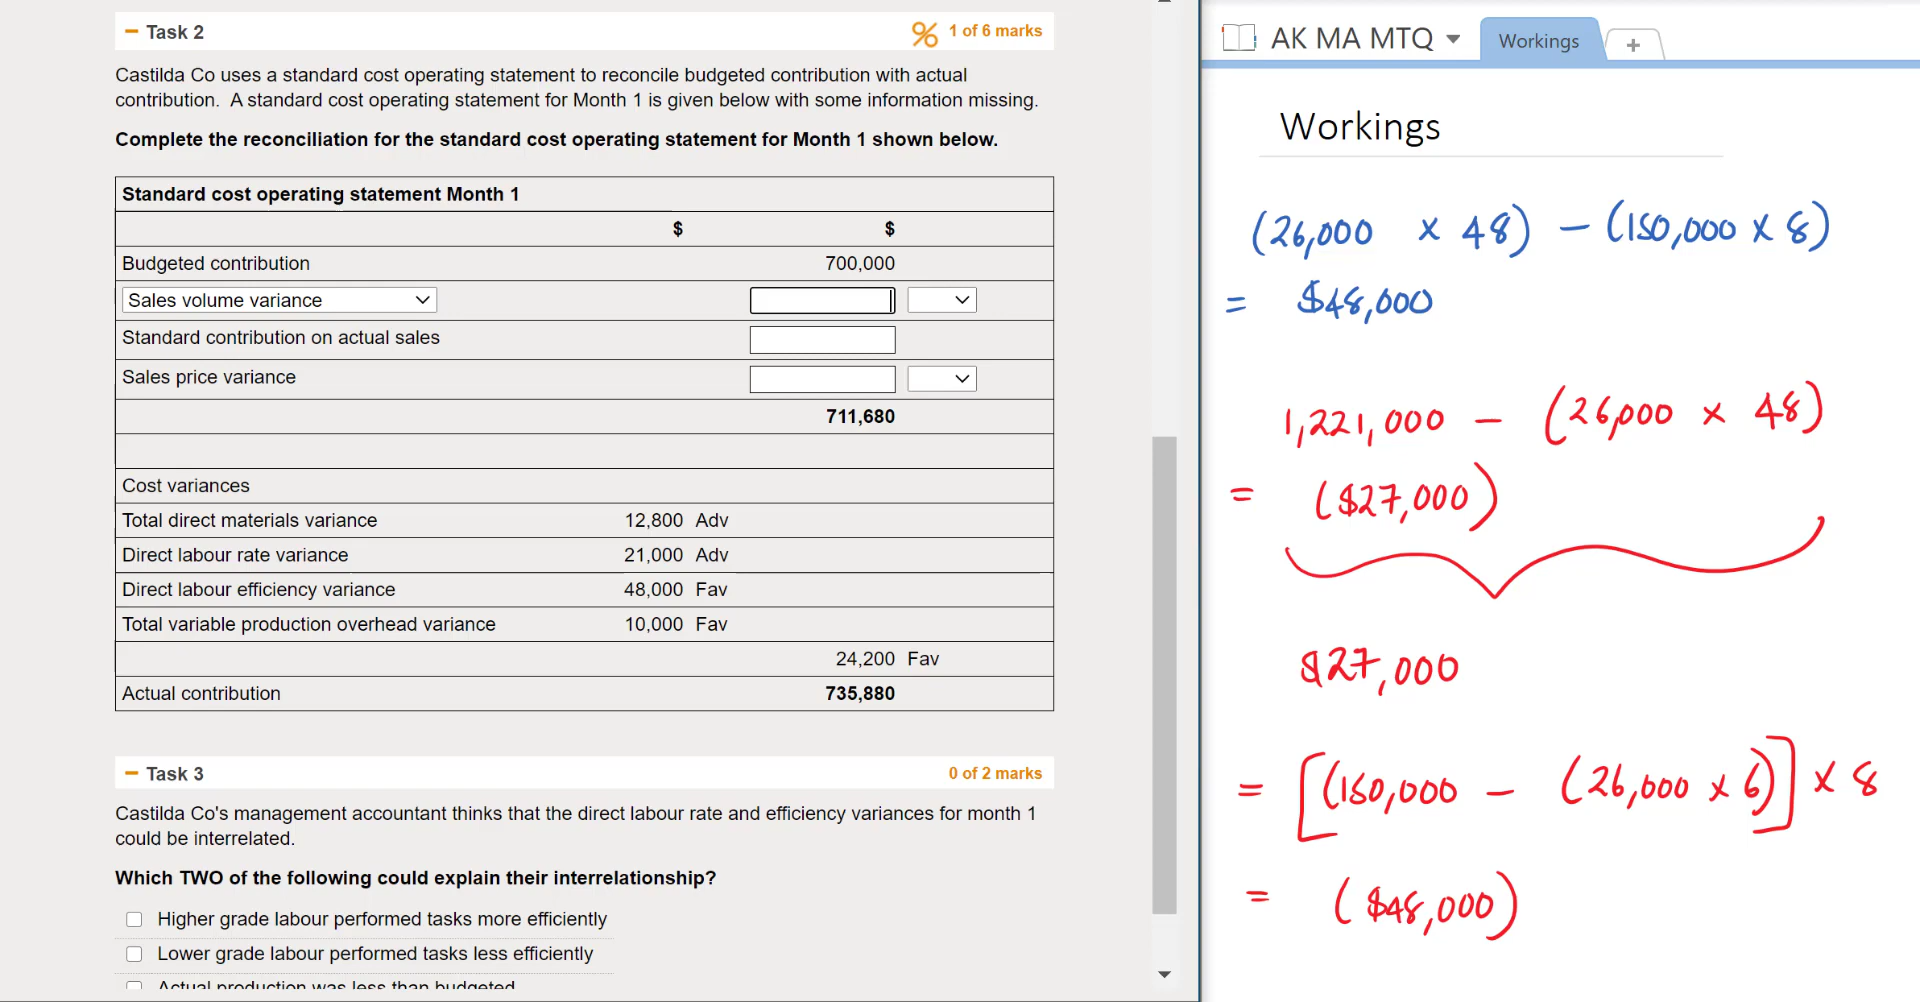 Task 2
1 of 6 marks
Castilda Co uses a standard cost operating statement to reconcile budgeted contribution with actual
contribution. A standard cost operating statement for Month 1 is given below with some information missing.
Complete the reconciliation for the standard cost operating statement for Month 1 shown below.
Standard cost operating statement Month 1
$ $
Budgeted contribution 700,000
Sales volume variance
Standard contribution on actual sales
Sales price variance
711,680
Cost variances
Total direct materials variance 12,800 Adv
Direct labour rate variance 21,000 Adv
Direct labour efficiency variance 48,000 Fav
Total variable production overhead variance 10,000 Fav
24,200 Fav
Actual contribution 735,880
Task 3
0 of 2 marks
Castilda Co's management accountant thinks that the direct labour rate and efficiency variances for month 1
could be interrelated.
Which TWO of the following could explain their interrelationship?
Higher grade labour performed tasks more efficiently
Lower grade labour performed tasks less efficiently
Actual production was less than budgeted
AK MA MTQ
Workings
+
Workings
(26,000 × 48) − (150,000 × 8)
= $48,000
1,221,000 − (26,000 × 48)
= ($27,000)
$27,000
= [(150,000 − (26,000 × 6)] × 8
= ($48,000)